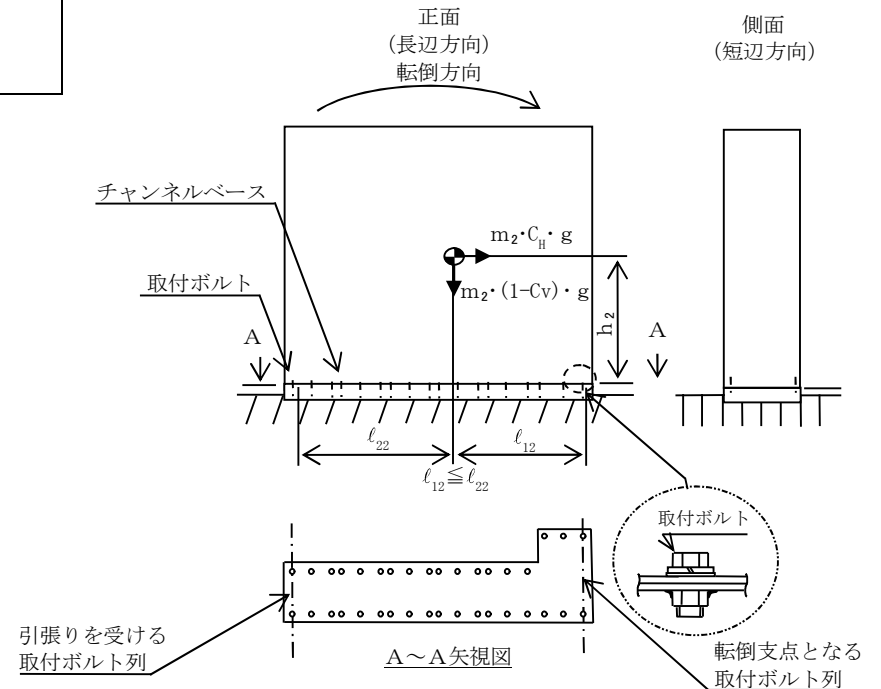 正面
(長辺方向)
転倒方向
側面
(短辺方向)
チャンネルベース
m₂・C_H・g
取付ボルト
m₂・(1-Cv)・g
h₂
A
A
ℓ₂₂
ℓ₁₂
ℓ₁₂≦ℓ₂₂
取付ボルト
引張りを受ける
取付ボルト列
A～A矢視図
転倒支点となる
取付ボルト列